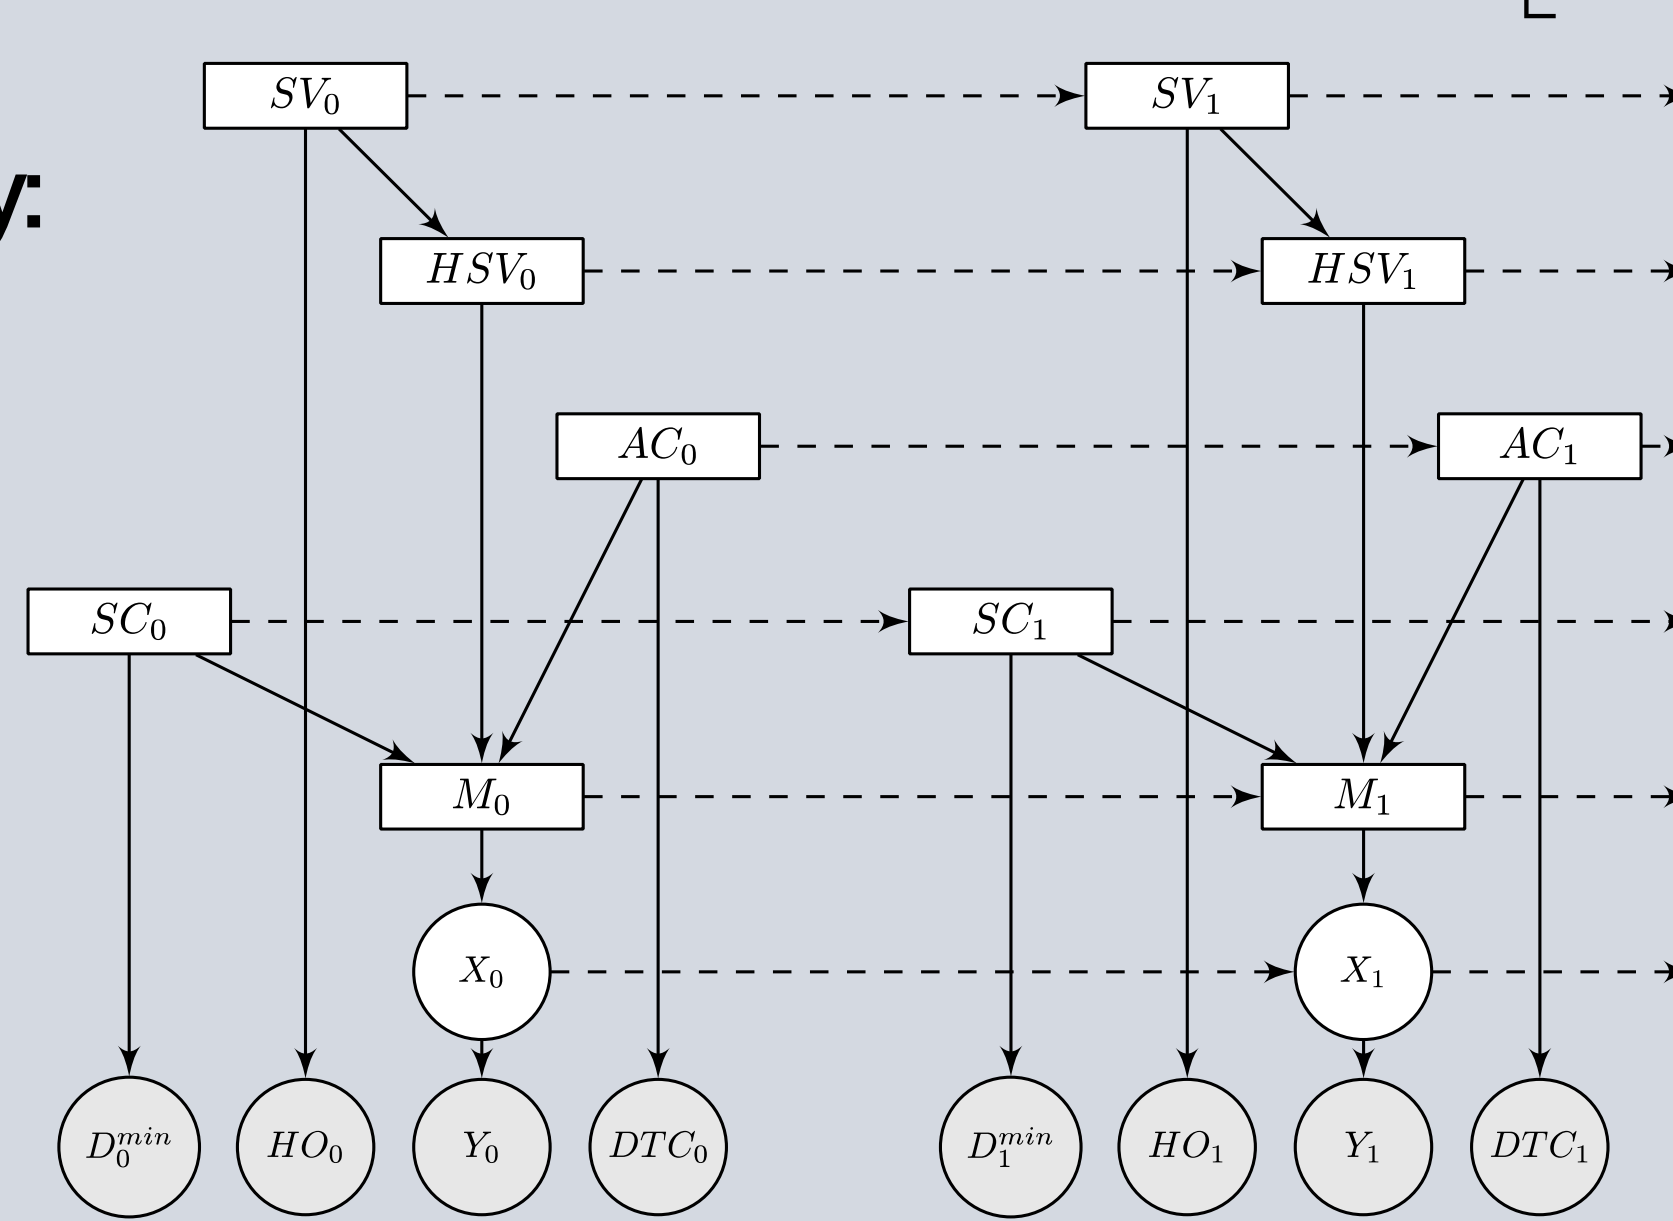 SV₀ SV₁
y:
HSV₀ HSV₁
AC₀ AC₁
SC₀ SC₁
M₀ M₁
X₀ X₁
D₀ᵐⁱⁿ HO₀ Y₀ DTC₀ D₁ᵐⁱⁿ HO₁ Y₁ DTC₁